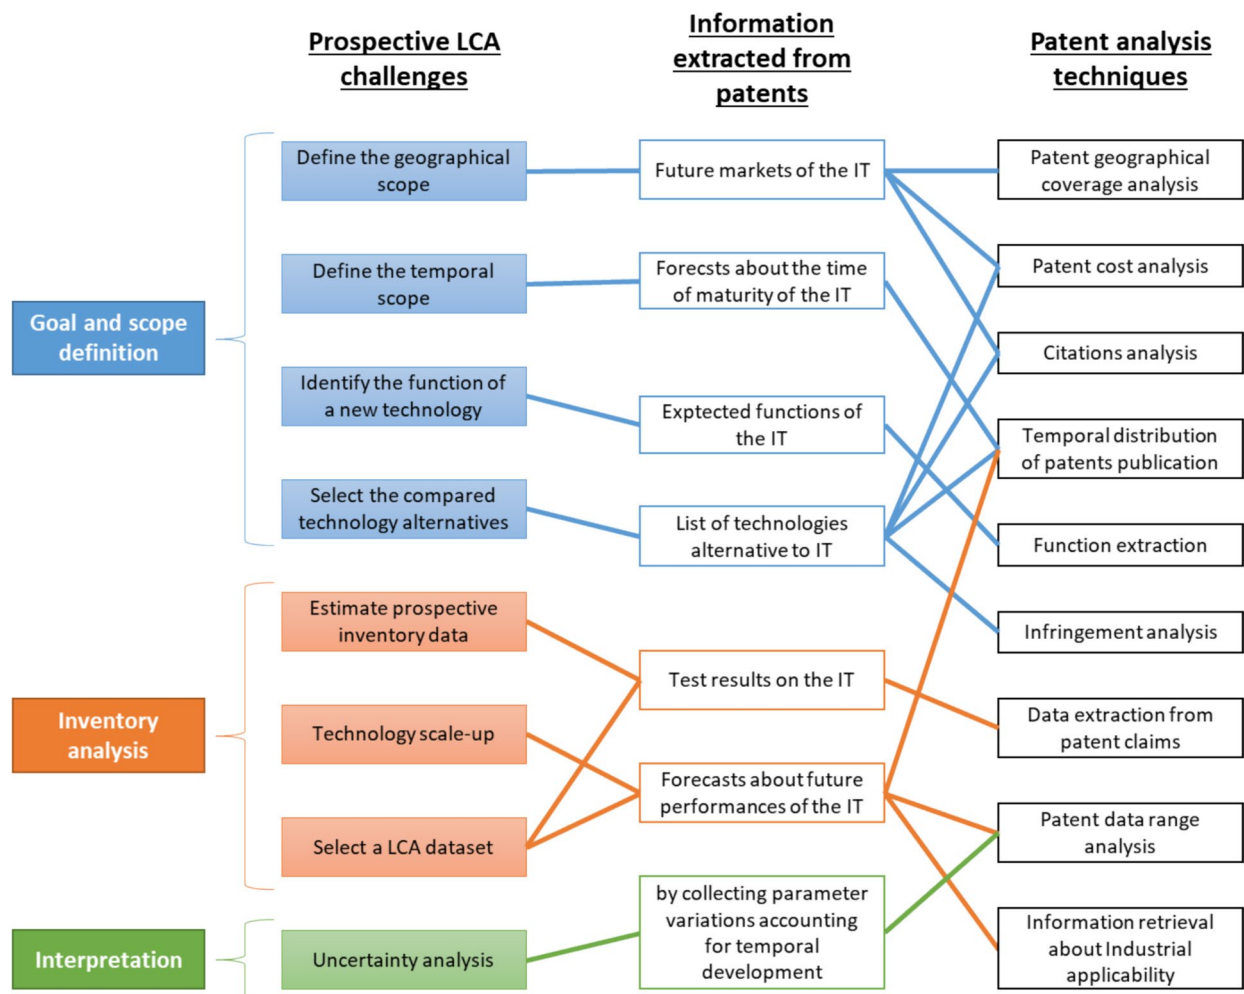 Prospective LCA
challenges
Information
extracted from
patents
Patent analysis
techniques
Goal and scope
definition
Define the geographical
scope
Define the temporal
scope
Identify the function of
a new technology
Select the compared
technology alternatives
Future markets of the IT
Forecsts about the time
of maturity of the IT
Exptected functions of
the IT
List of technologies
alternative to IT
Patent geographical
coverage analysis
Patent cost analysis
Citations analysis
Temporal distribution
of patents publication
Function extraction
Infringement analysis
Inventory
analysis
Estimate prospective
inventory data
Technology scale-up
Select a LCA dataset
Test results on the IT
Forecasts about future
performances of the IT
Data extraction from
patent claims
Patent data range
analysis
Information retrieval
about Industrial
applicability
Interpretation
Uncertainty analysis
by collecting parameter
variations accounting
for temporal
development